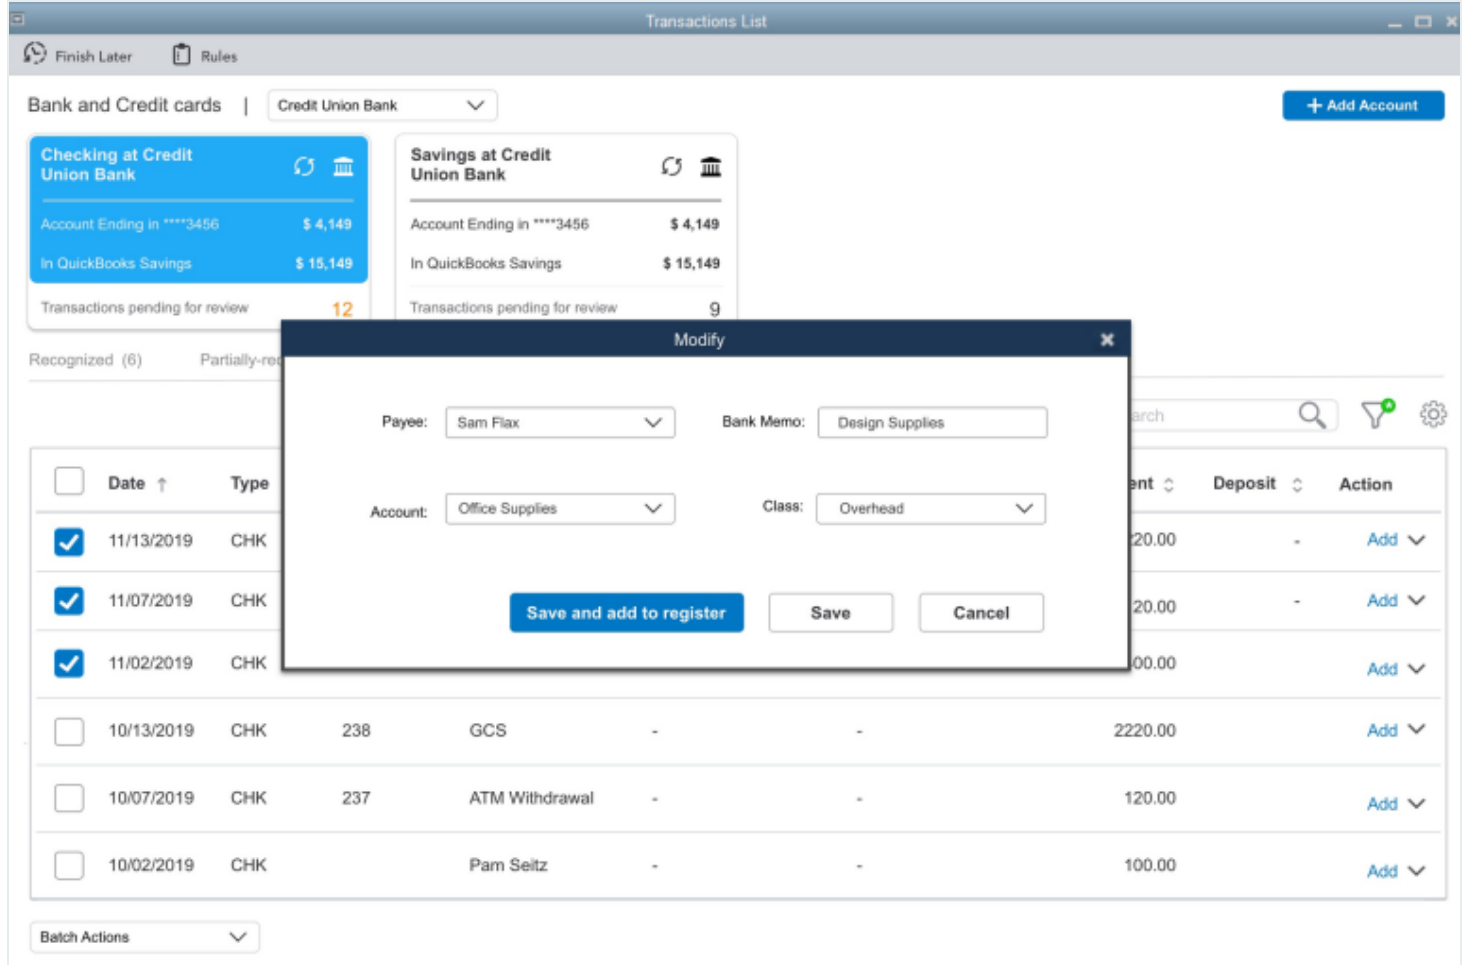 Transactions List
Finish Later Rules
Bank and Credit cards | Credit Union Bank + Add Account
Checking at Credit
Union Bank
Account Ending in ****3456 $ 4,149
In QuickBooks Savings $ 15,149
Transactions pending for review 12
Savings at Credit
Union Bank
Account Ending in ****3456 $ 4,149
In QuickBooks Savings $ 15,149
Transactions pending for review 9
Recognized (6) Partially-rec
Modify
Payee: Sam Flax Bank Memo: Design Supplies
Account: Office Supplies Class: Overhead
Save and add to register Save Cancel
arch
Date Type ent Deposit Action
11/13/2019 CHK 20.00 - Add
11/07/2019 CHK 20.00 - Add
11/02/2019 CHK 00.00 Add
10/13/2019 CHK 238 GCS - - 2220.00 Add
10/07/2019 CHK 237 ATM Withdrawal - - 120.00 Add
10/02/2019 CHK Pam Seitz - - 100.00 Add
Batch Actions